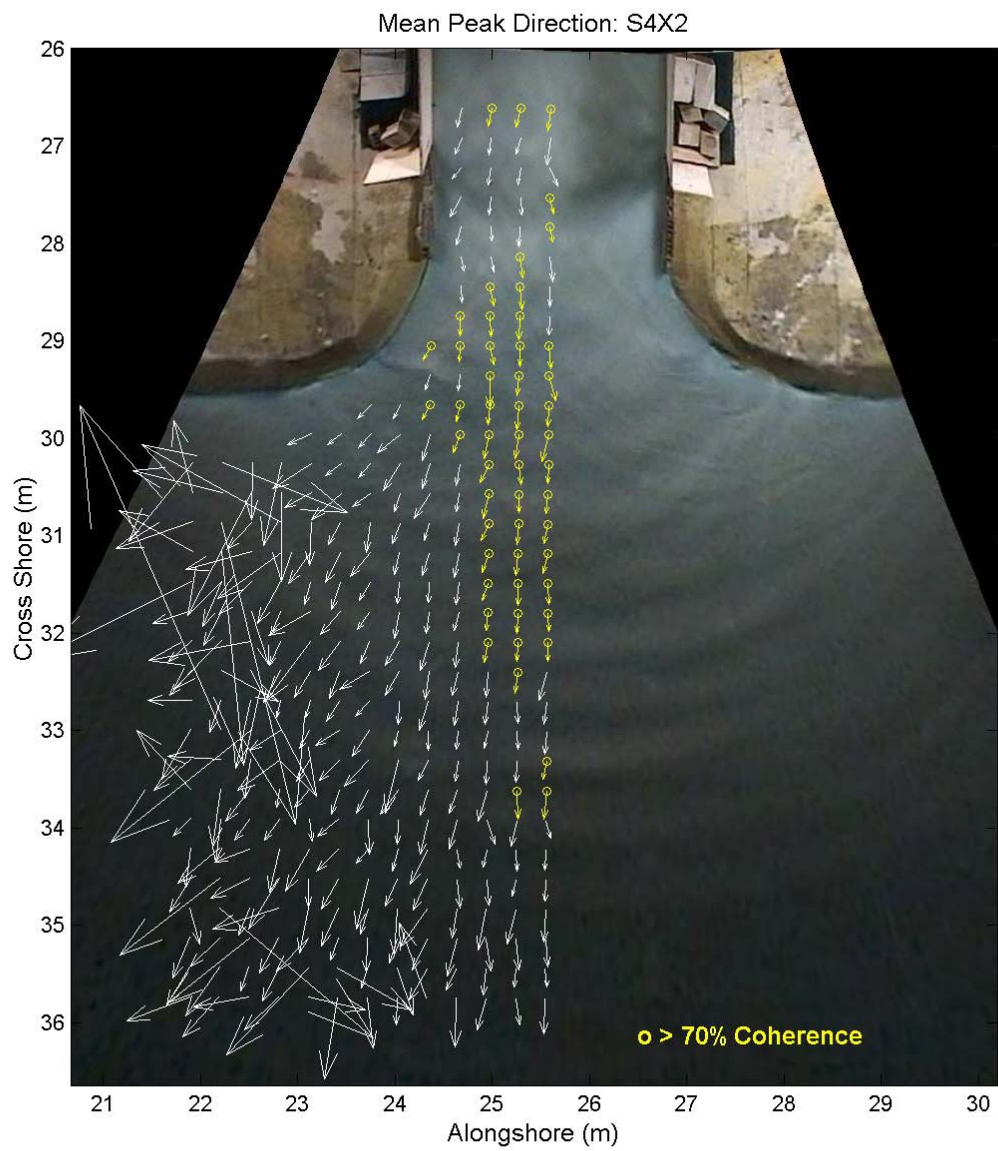 Mean Peak Direction: S4X2
26
27
28
29
30
31
32
33
34
35
36
Cross Shore (m)
o > 70% Coherence
21 22 23 24 25 26 27 28 29 30
Alongshore (m)